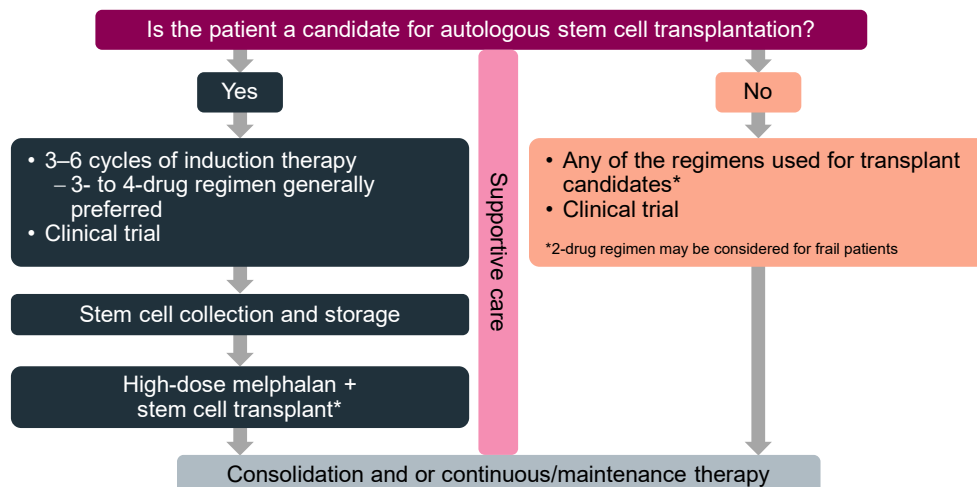 Is the patient a candidate for autologous stem cell transplantation?
Yes
• 3–6 cycles of induction therapy
– 3- to 4-drug regimen generally
preferred
• Clinical trial
Stem cell collection and storage
High-dose melphalan +
stem cell transplant*
Supportive care
No
• Any of the regimens used for transplant
candidates*
• Clinical trial
*2-drug regimen may be considered for frail patients
Consolidation and or continuous/maintenance therapy